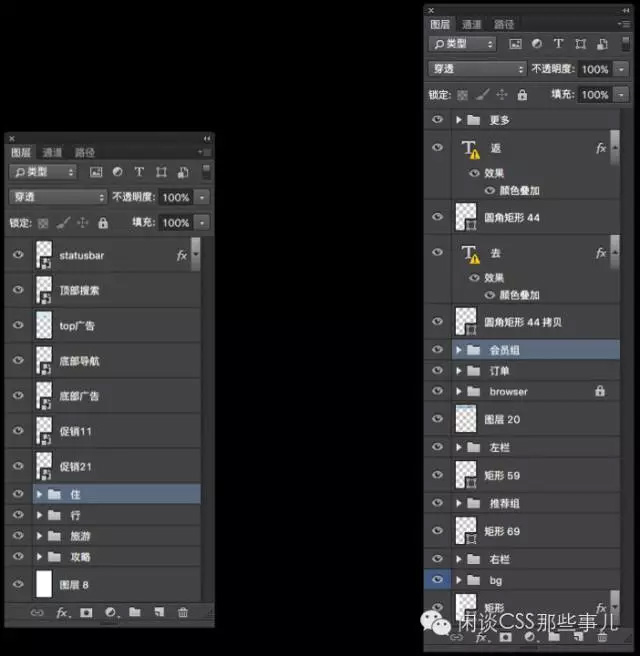 图层 通道 路径
类型
穿透 不透明度: 100%
锁定: 填充: 100%
statusbar fx
顶部搜索
top广告
底部导航
底部广告
促销11
促销21
住
行
旅游
攻略
图层 8
fx
图层 通道 路径
类型
穿透 不透明度: 100%
锁定: 填充: 100%
更多
T 返 fx
效果
颜色叠加
圆角矩形 44
T 去 fx
效果
颜色叠加
圆角矩形 44 拷贝
会员组
订单
browser
图层 20
左栏
矩形 59
推荐组
矩形 69
右栏
bg
矩形 fx
fx
闲谈CSS那些事儿